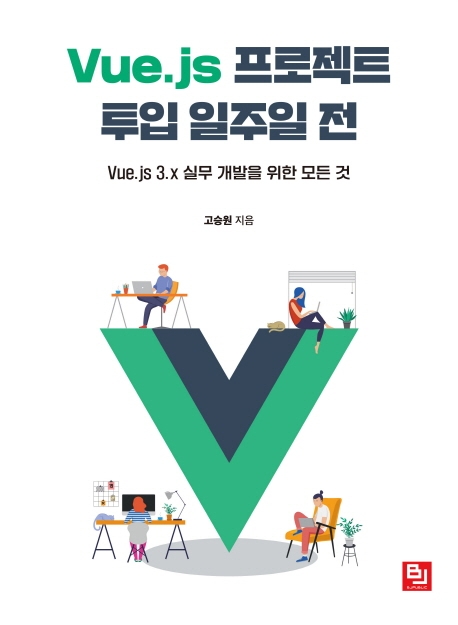 Vue.js 프로젝트
투입 일주일 전
Vue.js 3.x 실무 개발을 위한 모든 것
고승원 지음
BJ
BJPUBLIC